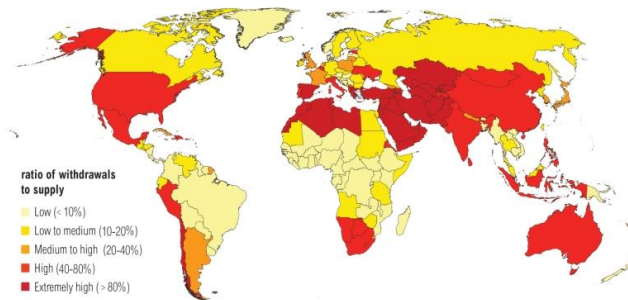 ratio of withdrawals
to supply
Low (< 10%)
Low to medium (10-20%)
Medium to high (20-40%)
High (40-80%)
Extremely high (> 80%)